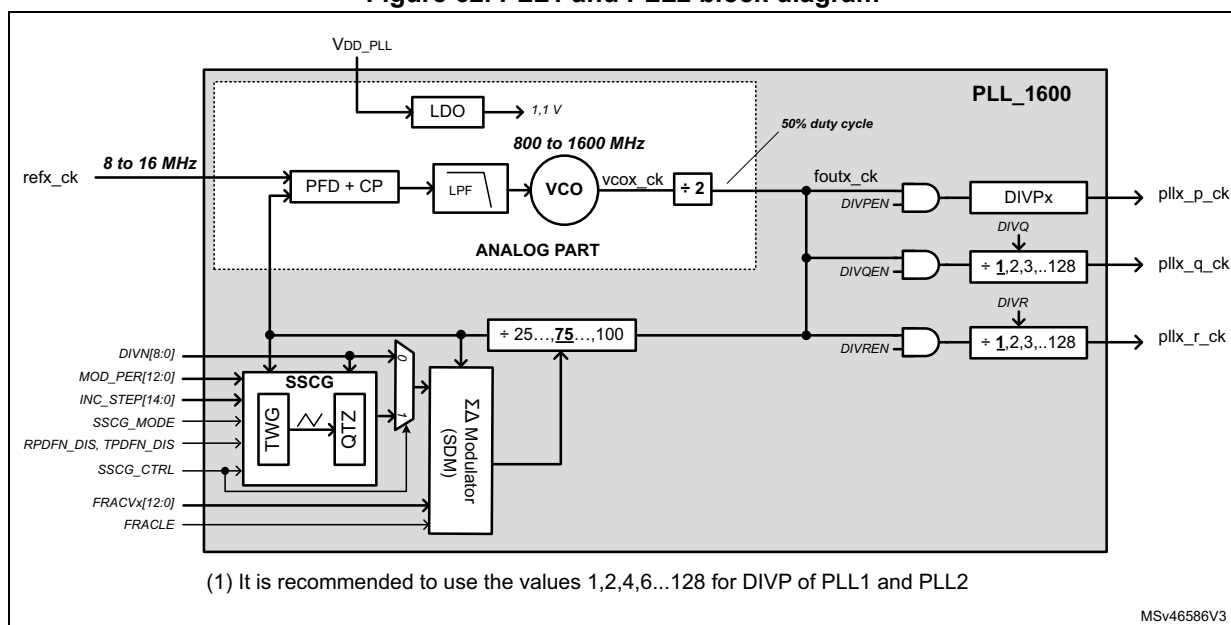 Figure 62. PLL1 and PLL2 block diagram
VDD_PLL
PLL_1600
LDO
1,1 V
50% duty cycle
800 to 1600 MHz
8 to 16 MHz
refx_ck
PFD + CP
LPF
VCO
vcox_ck
÷ 2
foutx_ck
DIVPEN
DIVPx
pllx_p_ck
ANALOG PART
DIVQ
DIVQEN
÷ 1,2,3,..128
pllx_q_ck
DIVR
÷ 25...,75...,100
DIVREN
÷ 1,2,3,..128
pllx_r_ck
DIVN[8:0]
MOD_PER[12:0]
INC_STEP[14:0]
SSCG_MODE
RPDFN_DIS, TPDFN_DIS
SSCG_CTRL
FRACVx[12:0]
FRACLE
SSCG
TWG
QTZ
0
1
ΣΔ Modulator
(SDM)
(1) It is recommended to use the values 1,2,4,6...128 for DIVP of PLL1 and PLL2
MSv46586V3